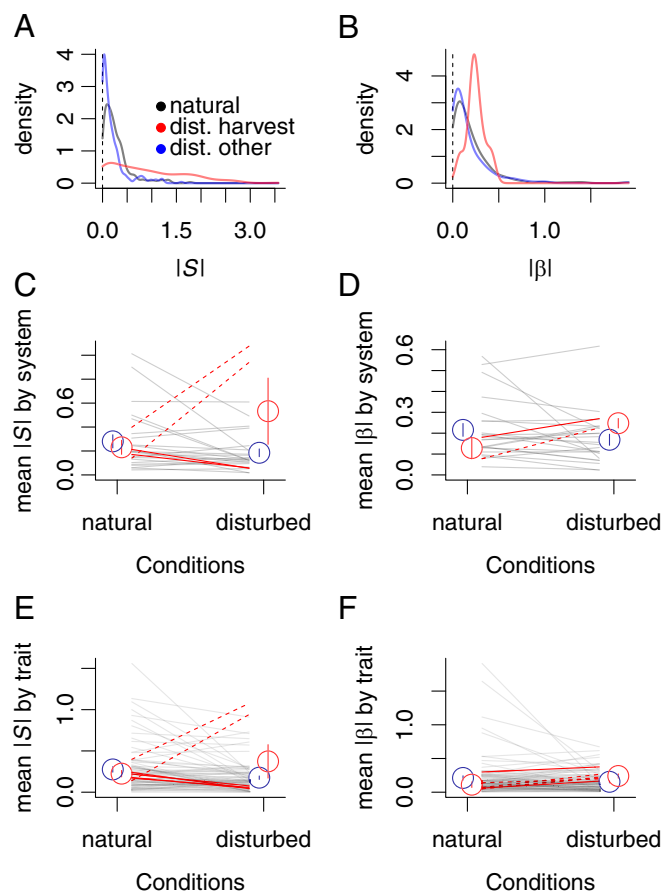 A
density
0 1 2 3 4
natural
dist. harvest
dist. other
0.0 1.5 3.0
|S|
B
density
0 2 4
0.0 1.0
|β|
C
mean |S| by system
0.0 0.6
natural disturbed
Conditions
D
mean |β| by system
0.0 0.3 0.6
natural disturbed
Conditions
E
mean |S| by trait
0.0 1.0
natural disturbed
Conditions
F
mean |β| by trait
0.0 1.0
natural disturbed
Conditions